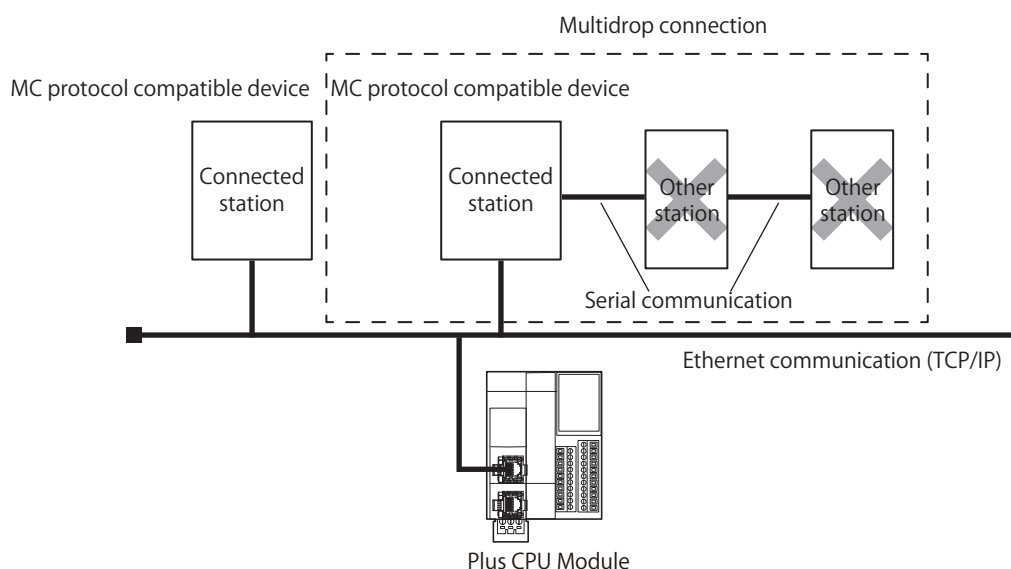 Multidrop connection
MC protocol compatible device
MC protocol compatible device
Connected
station
Connected
station
Other
station
Other
station
Serial communication
Ethernet communication (TCP/IP)
Plus CPU Module